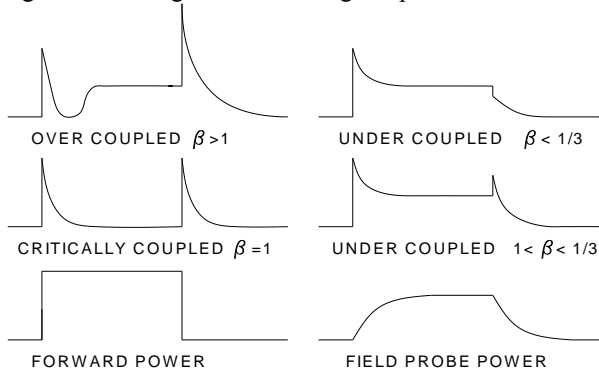 OVER COUPLED β >1
UNDER COUPLED β < 1/3
CRITICALLY COUPLED β =1
UNDER COUPLED 1< β < 1/3
FORWARD POWER
FIELD PROBE POWER